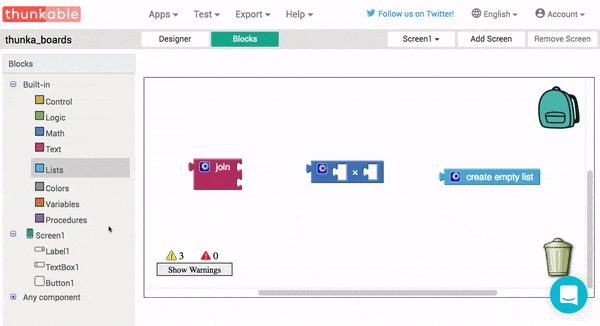 thunkable
Apps Test Export Help Follow us on Twitter! English Account
thunka_boards Designer Blocks Screen1 Add Screen Remove Screen
Blocks
Built-in
Control
Logic
Math
Text
Lists
Colors
Variables
Procedures
Screen1
Label1
TextBox1
Button1
Any component
join
×
create empty list
3 0
Show Warnings